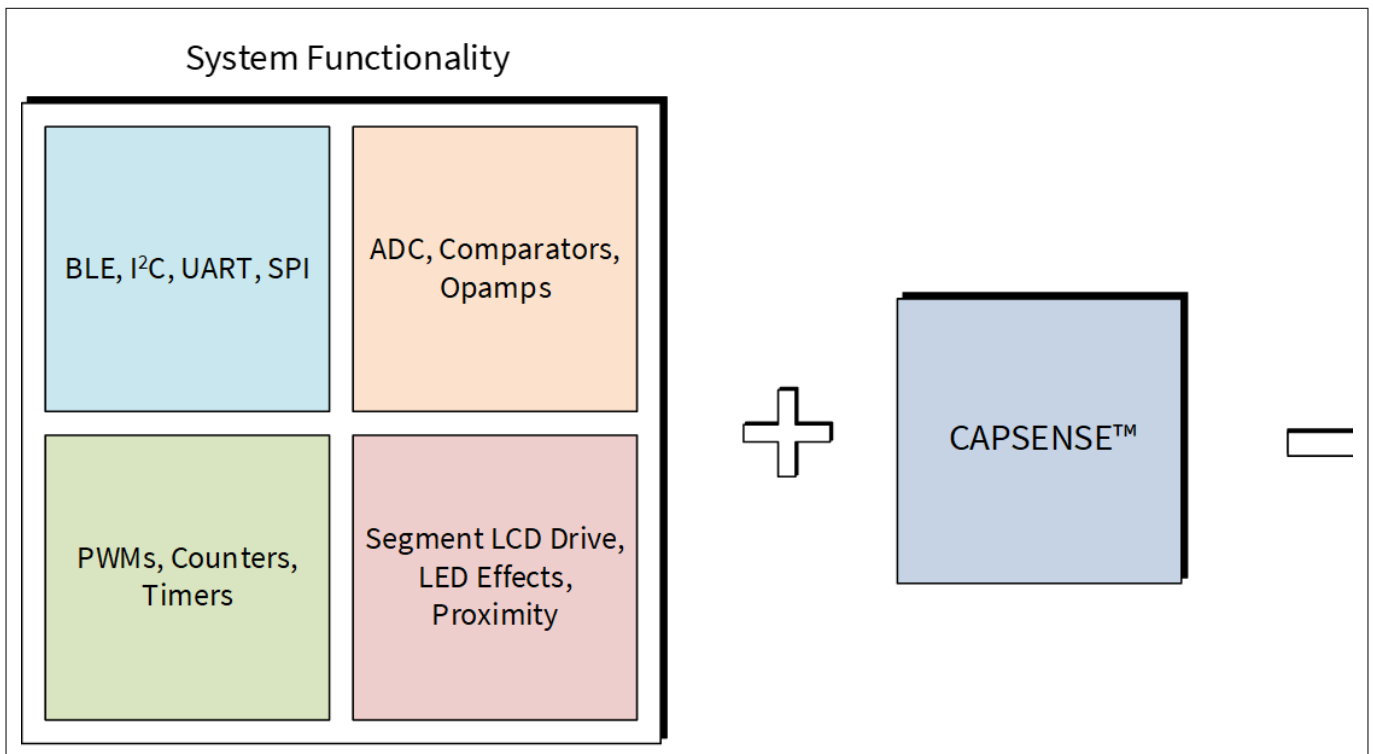 System Functionality
BLE, I²C, UART, SPI
ADC, Comparators,
Opamps
PWMs, Counters,
Timers
Segment LCD Drive,
LED Effects,
Proximity
CAPSENSE™